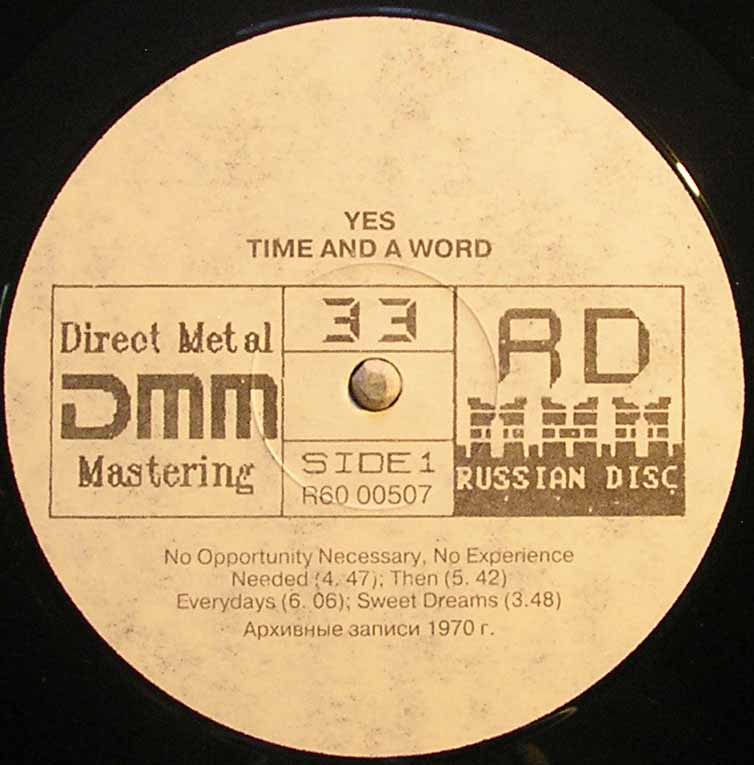 YES
TIME AND A WORD
Direct Metal
DMM
Mastering
33
SIDE 1
R60 00507
RD
RUSSIAN DISC
No Opportunity Necessary, No Experience
Needed (4. 47); Then (5. 42)
Everydays (6. 06); Sweet Dreams (3.48)
Архивные записи 1970 г.